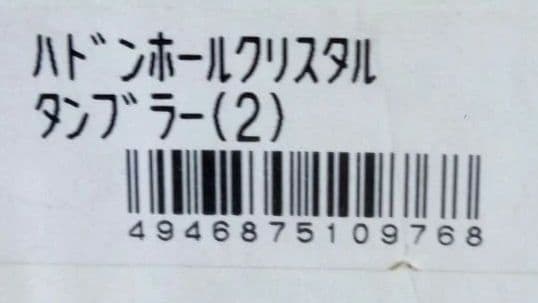 ﾊﾄﾞﾝﾎｰﾙｸﾘｽﾀﾙ
ﾀﾝﾌﾞﾗｰ(2)
4946875109768